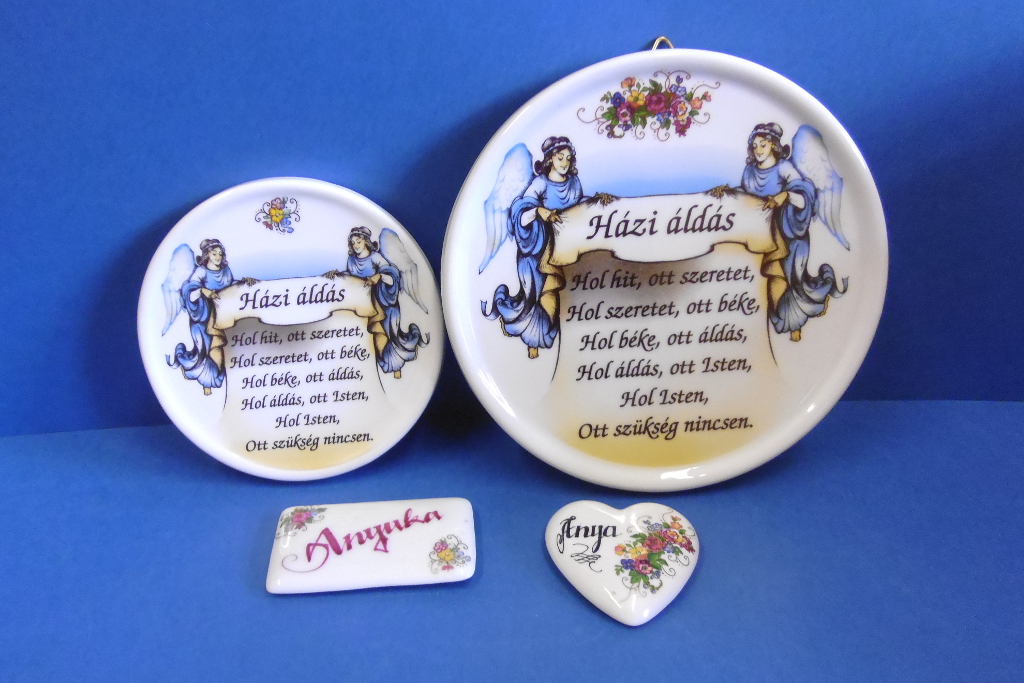 Házi áldás
Hol hit, ott szeretet,
Hol szeretet, ott béke,
Hol béke, ott áldás,
Hol áldás, ott Isten,
Hol Isten,
Ott szükség nincsen.
Házi áldás
Hol hit, ott szeretet,
Hol szeretet, ott béke,
Hol béke, ott áldás,
Hol áldás, ott Isten,
Hol Isten,
Ott szükség nincsen.
Anyuka
Anya